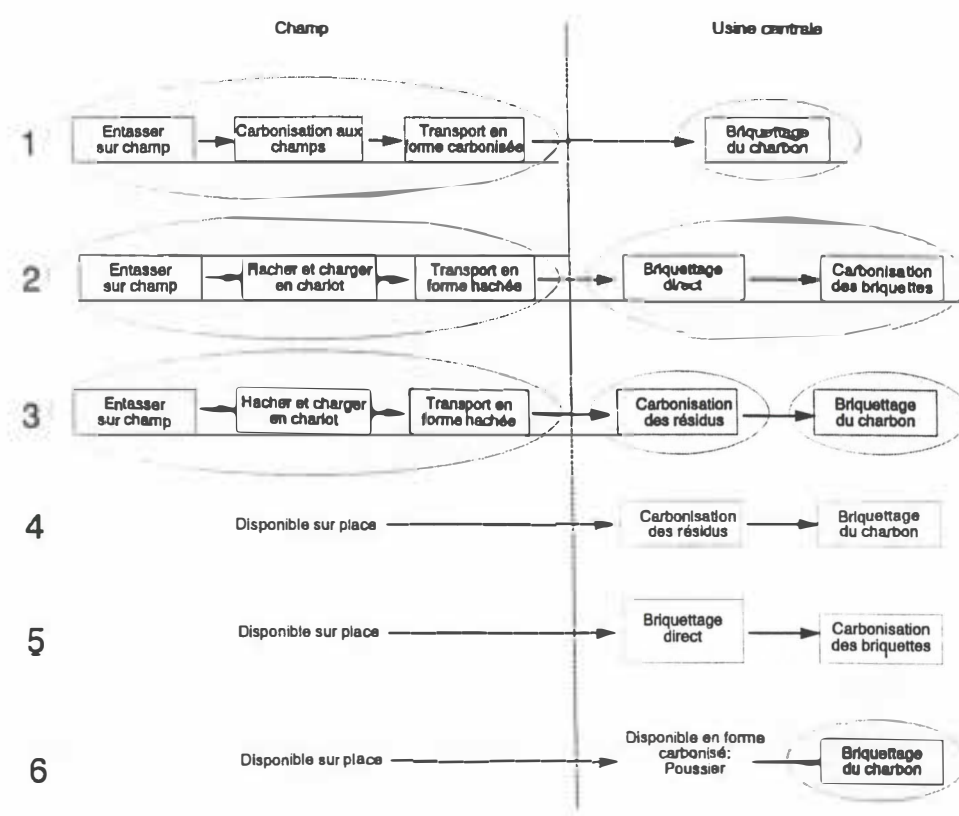 Champ
Usine centrale
1
Entasser
sur champ
Carbonisation aux
champs
Transport en
forme carbonisée
Briquettage
du charbon
2
Entasser
sur champ
Hacher et charger
en chariot
Transport en
forme hachée
Briquettage
direct
Carbonisation
des briquettes
3
Entasser
sur champ
Hacher et charger
en chariot
Transport en
forme hachée
Carbonisation
des résidus
Briquettage
du charbon
4
Disponible sur place
Carbonisation
des résidus
Briquettage
du charbon
5
Disponible sur place
Briquettage
direct
Carbonisation
des briquettes
6
Disponible sur place
Disponible en forme
carbonisé:
Poussier
Briquettage
du charbon